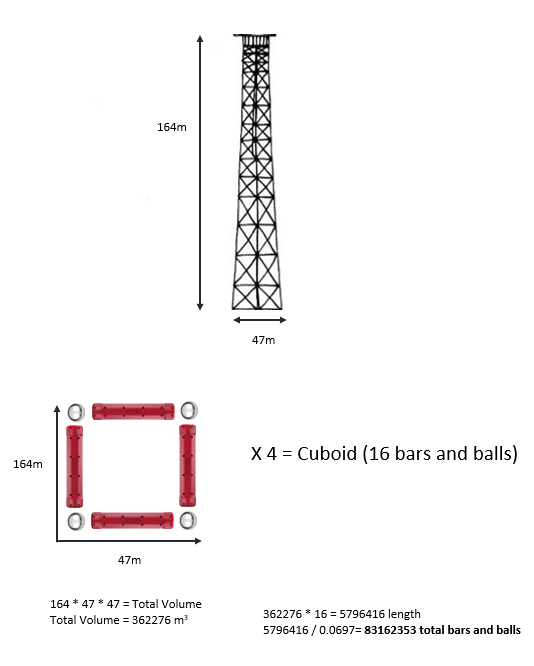 164m
47m
X 4 = Cuboid (16 bars and balls)
164m
47m
164 * 47 * 47 = Total Volume
Total Volume = 362276 m³
362276 * 16 = 5796416 length
5796416 / 0.0697= 83162353 total bars and balls